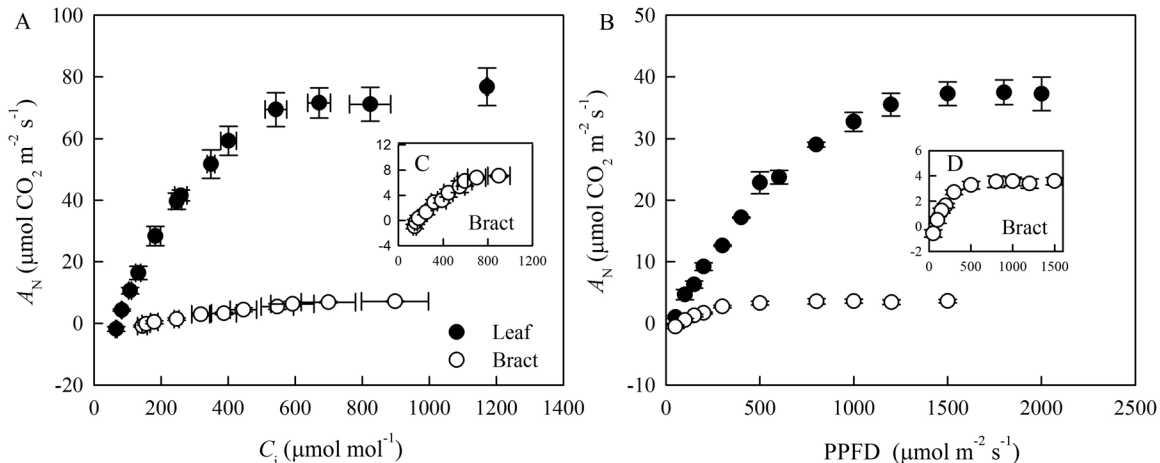 A
A_N (μmol CO₂ m⁻² s⁻¹)
100
80
60
40
20
0
-20
0 200 400 600 800 1000 1200 1400
C_i (μmol mol⁻¹)
Leaf
Bract
C
12
8
4
0
-4
0 400 800 1200
Bract
B
A_N (μmol CO₂ m⁻² s⁻¹)
50
40
30
20
10
0
-10
0 500 1000 1500 2000 2500
PPFD (μmol m⁻² s⁻¹)
D
6
4
2
0
-2
0 500 1000 1500
Bract